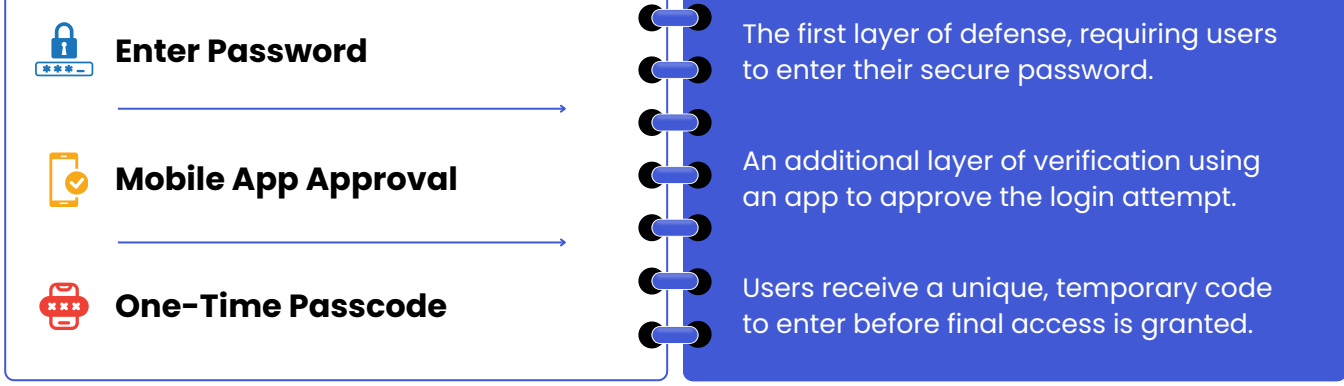 Enter Password
The first layer of defense, requiring users
to enter their secure password.
Mobile App Approval
An additional layer of verification using
an app to approve the login attempt.
One-Time Passcode
Users receive a unique, temporary code
to enter before final access is granted.